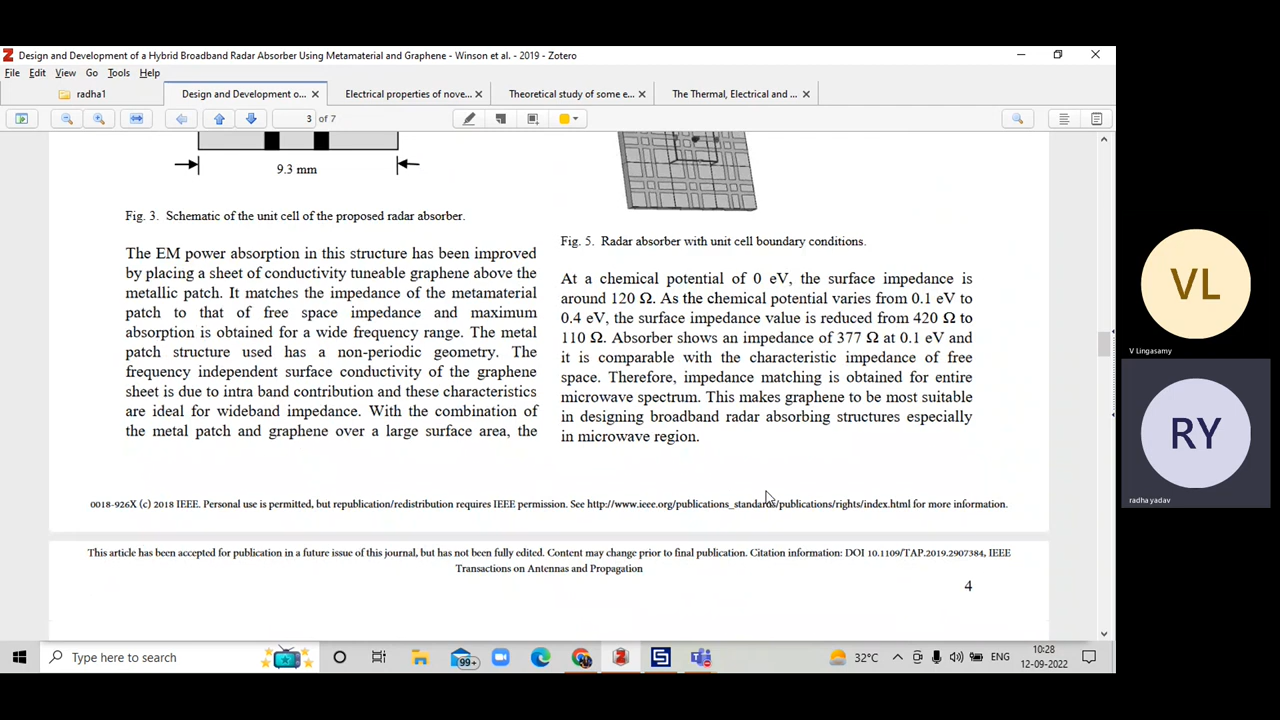 Design and Development of a Hybrid Broadband Radar Absorber Using Metamaterial and Graphene - Winson et al. - 2019 - Zotero
File Edit View Go Tools Help
radha1
Design and Development o...
Electrical properties of nove...
Theoretical study of some e...
The Thermal, Electrical and ...
3 of 7
9.3 mm
Fig. 3. Schematic of the unit cell of the proposed radar absorber.
The EM power absorption in this structure has been improved
by placing a sheet of conductivity tuneable graphene above the
metallic patch. It matches the impedance of the metamaterial
patch to that of free space impedance and maximum
absorption is obtained for a wide frequency range. The metal
patch structure used has a non-periodic geometry. The
frequency independent surface conductivity of the graphene
sheet is due to intra band contribution and these characteristics
are ideal for wideband impedance. With the combination of
the metal patch and graphene over a large surface area, the
Fig. 5. Radar absorber with unit cell boundary conditions.
At a chemical potential of 0 eV, the surface impedance is
around 120 Ω. As the chemical potential varies from 0.1 eV to
0.4 eV, the surface impedance value is reduced from 420 Ω to
110 Ω. Absorber shows an impedance of 377 Ω at 0.1 eV and
it is comparable with the characteristic impedance of free
space. Therefore, impedance matching is obtained for entire
microwave spectrum. This makes graphene to be most suitable
in designing broadband radar absorbing structures especially
in microwave region.
0018-926X (c) 2018 IEEE. Personal use is permitted, but republication/redistribution requires IEEE permission. See http://www.ieee.org/publications_standards/publications/rights/index.html for more information.
This article has been accepted for publication in a future issue of this journal, but has not been fully edited. Content may change prior to final publication. Citation information: DOI 10.1109/TAP.2019.2907384, IEEE
Transactions on Antennas and Propagation
4
VL
V Lingasamy
RY
radha yadav
Type here to search
99+
32°C
ENG
10:28
12-09-2022